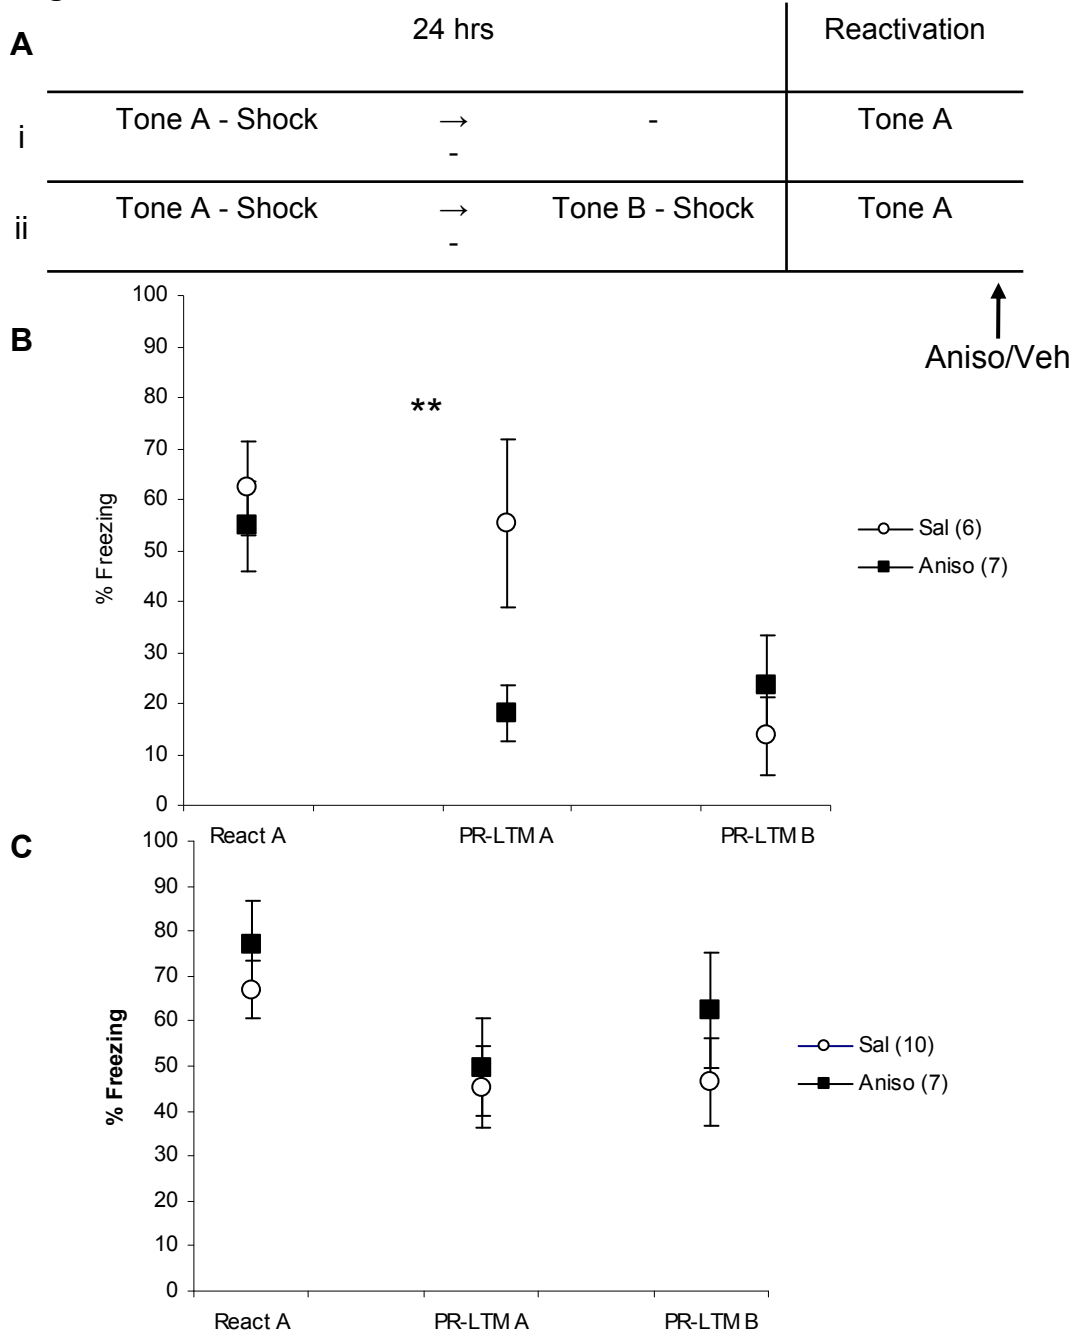 A
24 hrs
Reactivation
i
Tone A - Shock → - Tone A
-
ii
Tone A - Shock → Tone B - Shock Tone A
-
Aniso/Veh
B
100
90
80
70
60
50
40
30
20
10
0
% Freezing
**
Sal (6)
Aniso (7)
React A PR-LTM A PR-LTM B
C
100
90
80
70
60
50
40
30
20
10
0
% Freezing
Sal (10)
Aniso (7)
React A PR-LTM A PR-LTM B